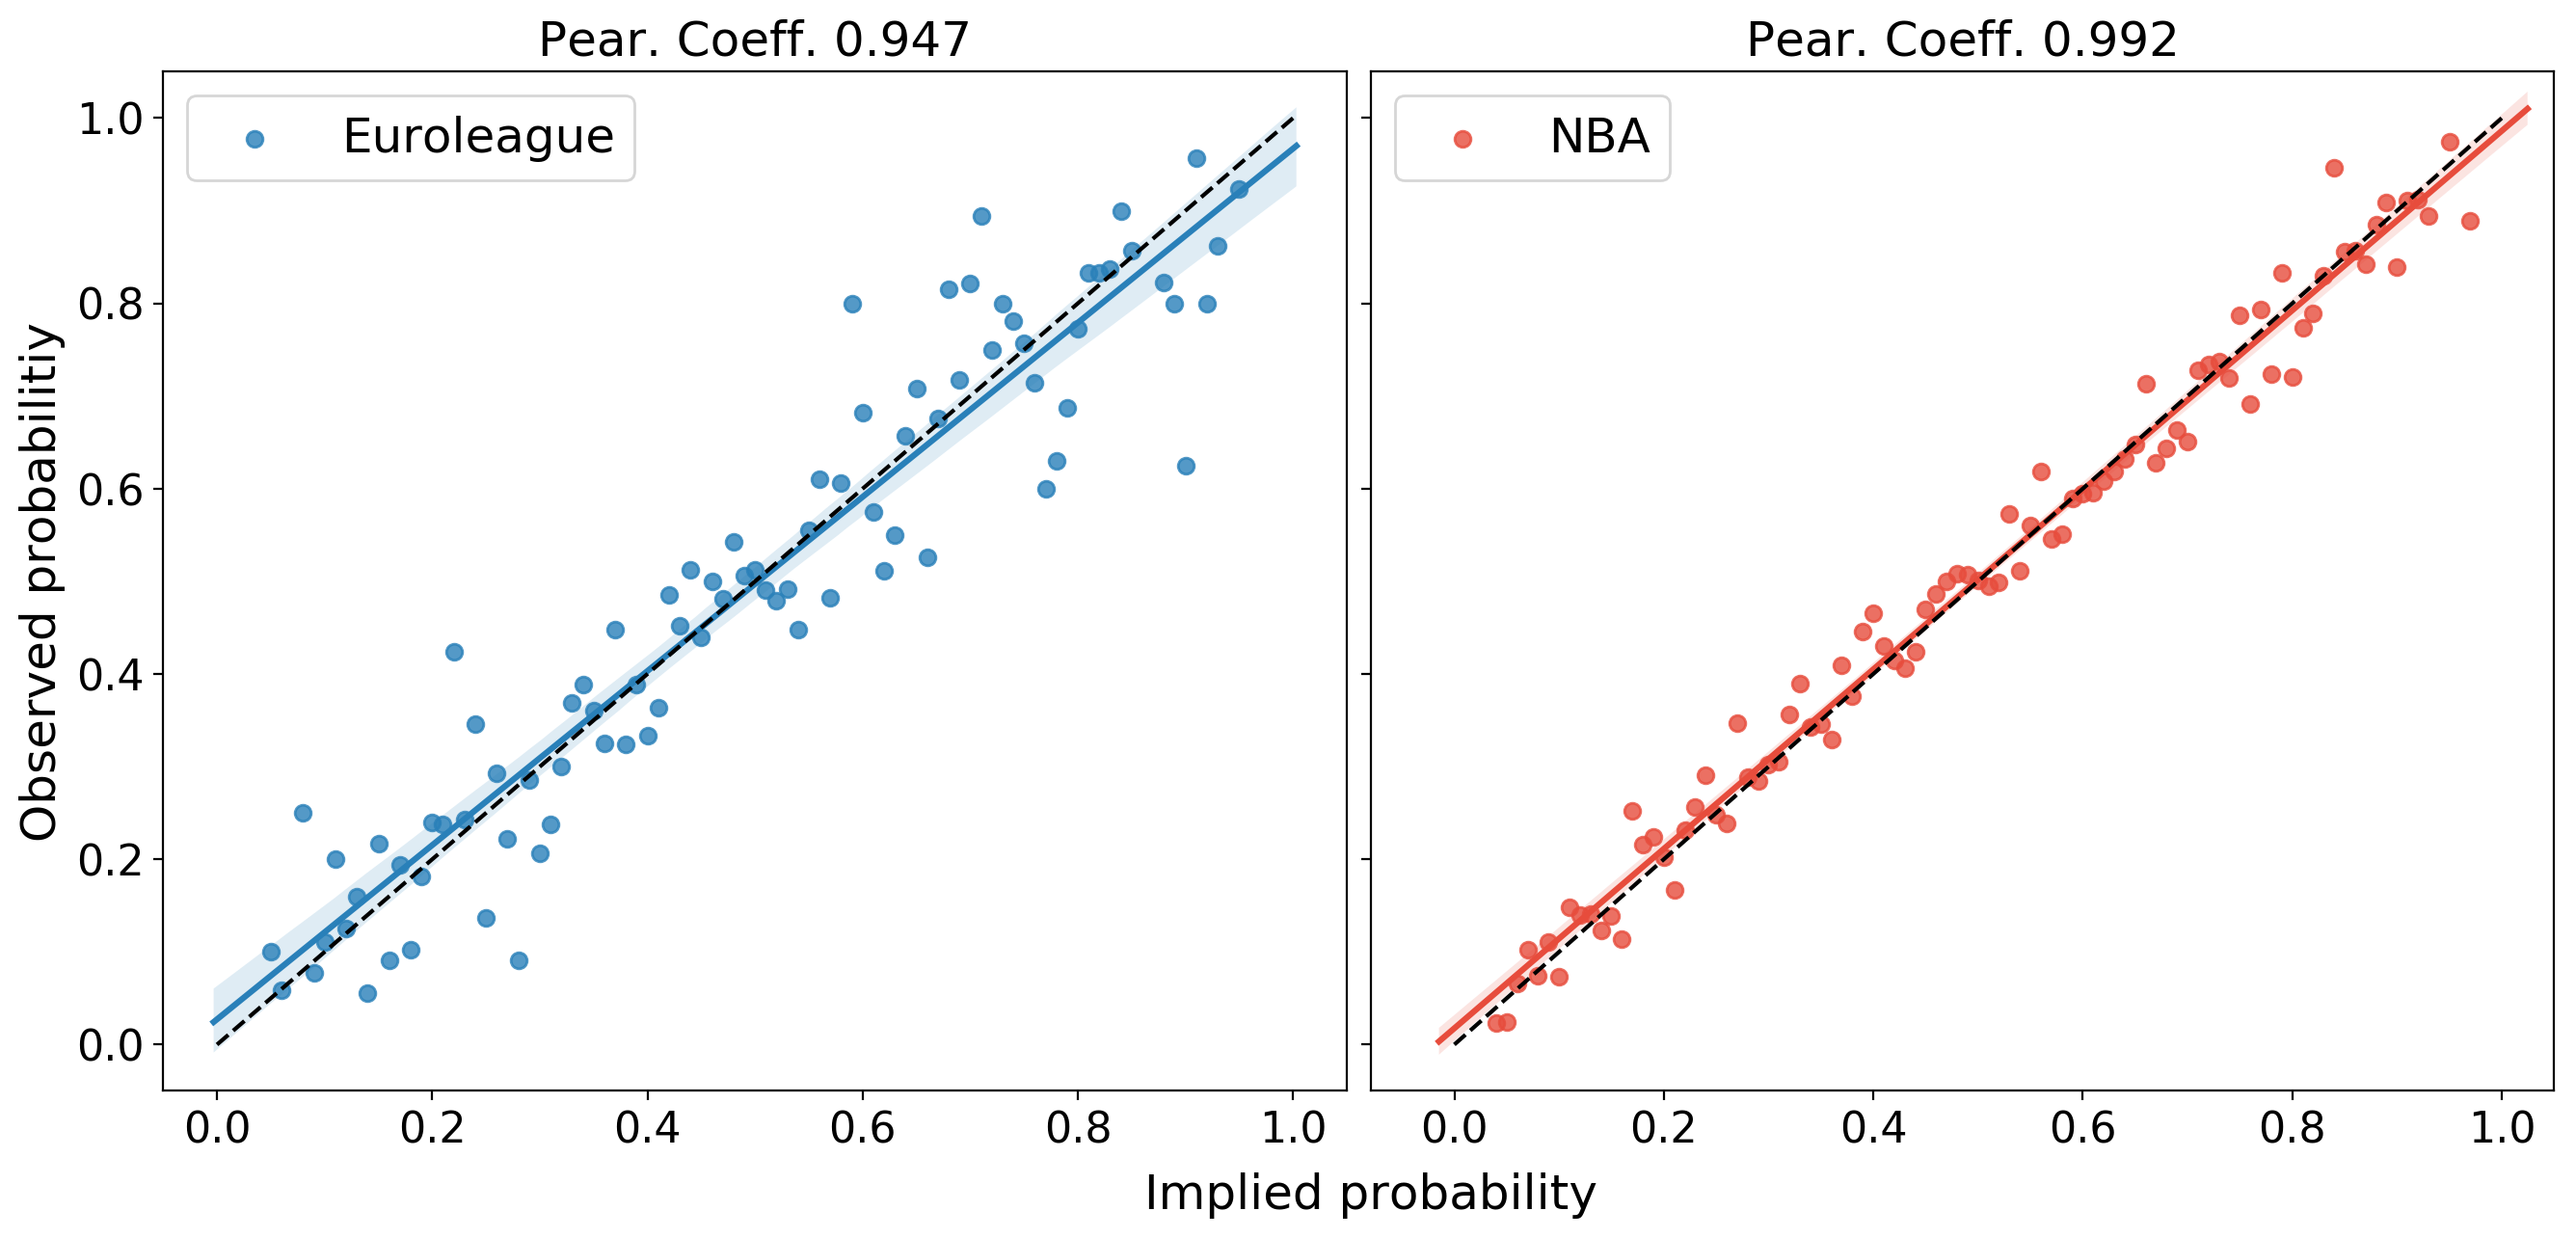 Pear. Coeff. 0.947
Pear. Coeff. 0.992
Euroleague
NBA
Observed probabilitiy
1.0
0.8
0.6
0.4
0.2
0.0
0.0 0.2 0.4 0.6 0.8 1.0
0.0 0.2 0.4 0.6 0.8 1.0
Implied probability